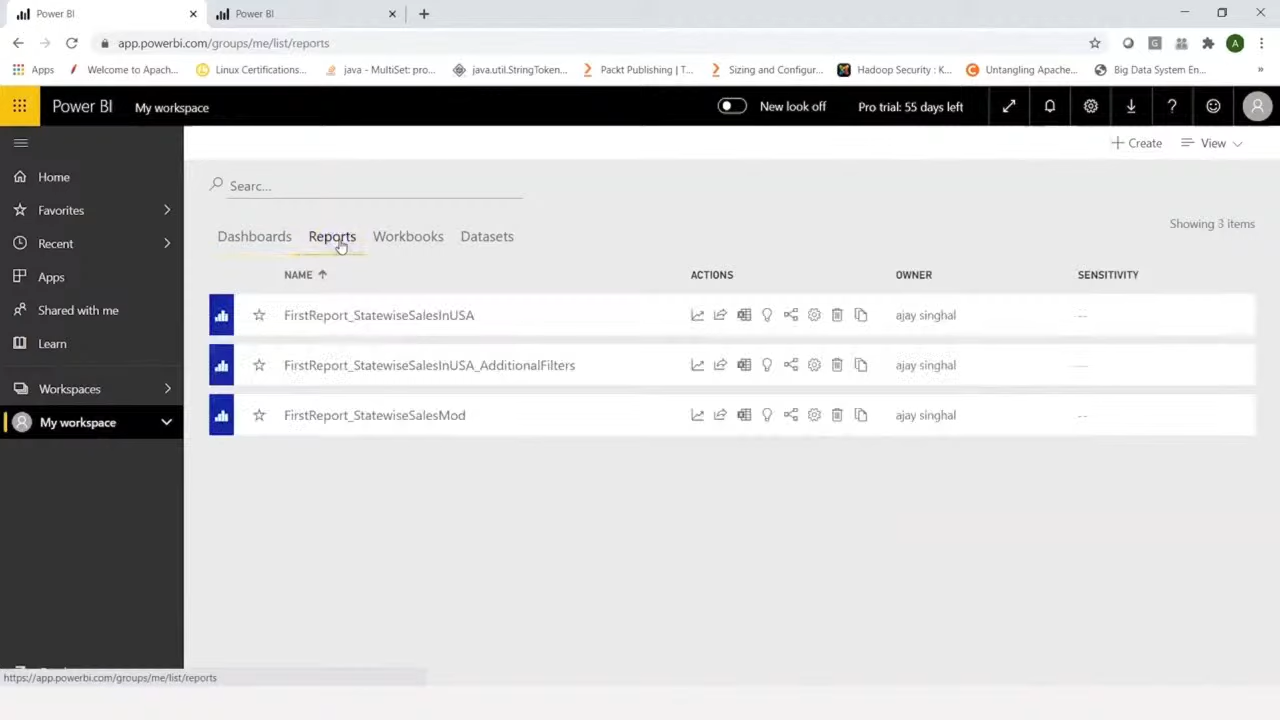 Power BI
Power BI
app.powerbi.com/groups/me/list/reports
Apps
Welcome to Apach...
Linux Certifications...
java - MultiSet: pro...
java.util.StringToken...
Packt Publishing | T...
Sizing and Configur...
Hadoop Security : K...
Untangling Apache...
Big Data System En...
»
Power BI
My workspace
New look off
Pro trial: 55 days left
Create
View
Home
Favorites
Recent
Apps
Shared with me
Learn
Workspaces
My workspace
Searc...
Dashboards
Reports
Workbooks
Datasets
Showing 3 items
NAME
ACTIONS
OWNER
SENSITIVITY
FirstReport_StatewiseSalesInUSA
ajay singhal
--
FirstReport_StatewiseSalesInUSA_AdditionalFilters
ajay singhal
--
FirstReport_StatewiseSalesMod
ajay singhal
--
https://app.powerbi.com/groups/me/list/reports